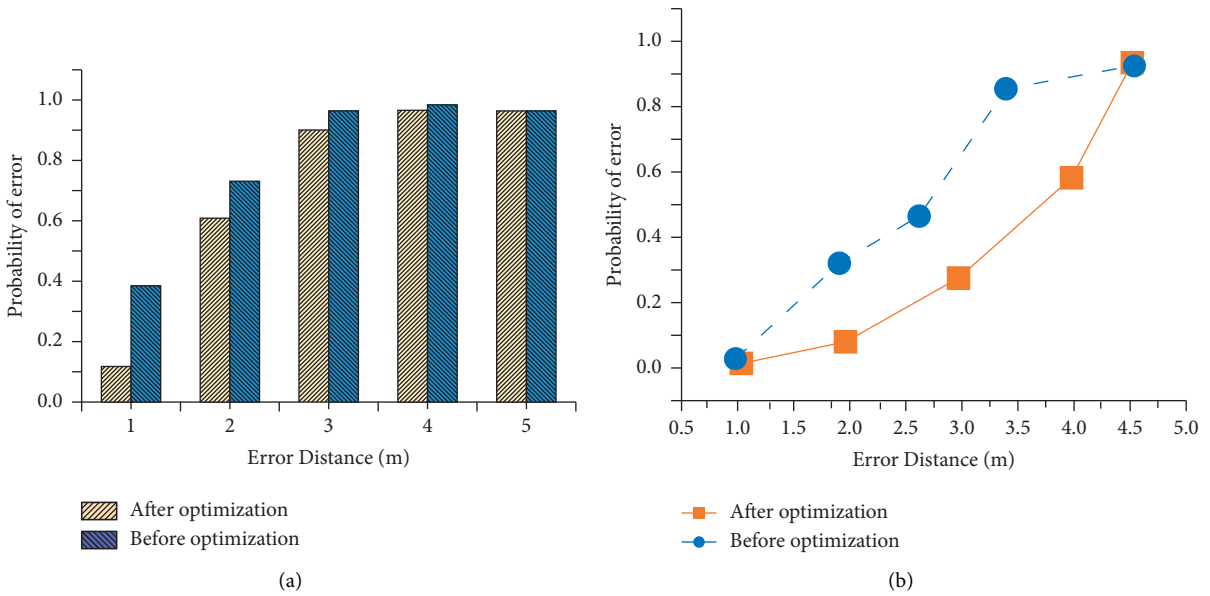 Probability of error
1.0
0.8
0.6
0.4
0.2
0.0
1 2 3 4 5
Error Distance (m)
After optimization
Before optimization
(a)
Probability of error
1.0
0.8
0.6
0.4
0.2
0.0
0.5 1.0 1.5 2.0 2.5 3.0 3.5 4.0 4.5 5.0
Error Distance (m)
After optimization
Before optimization
(b)